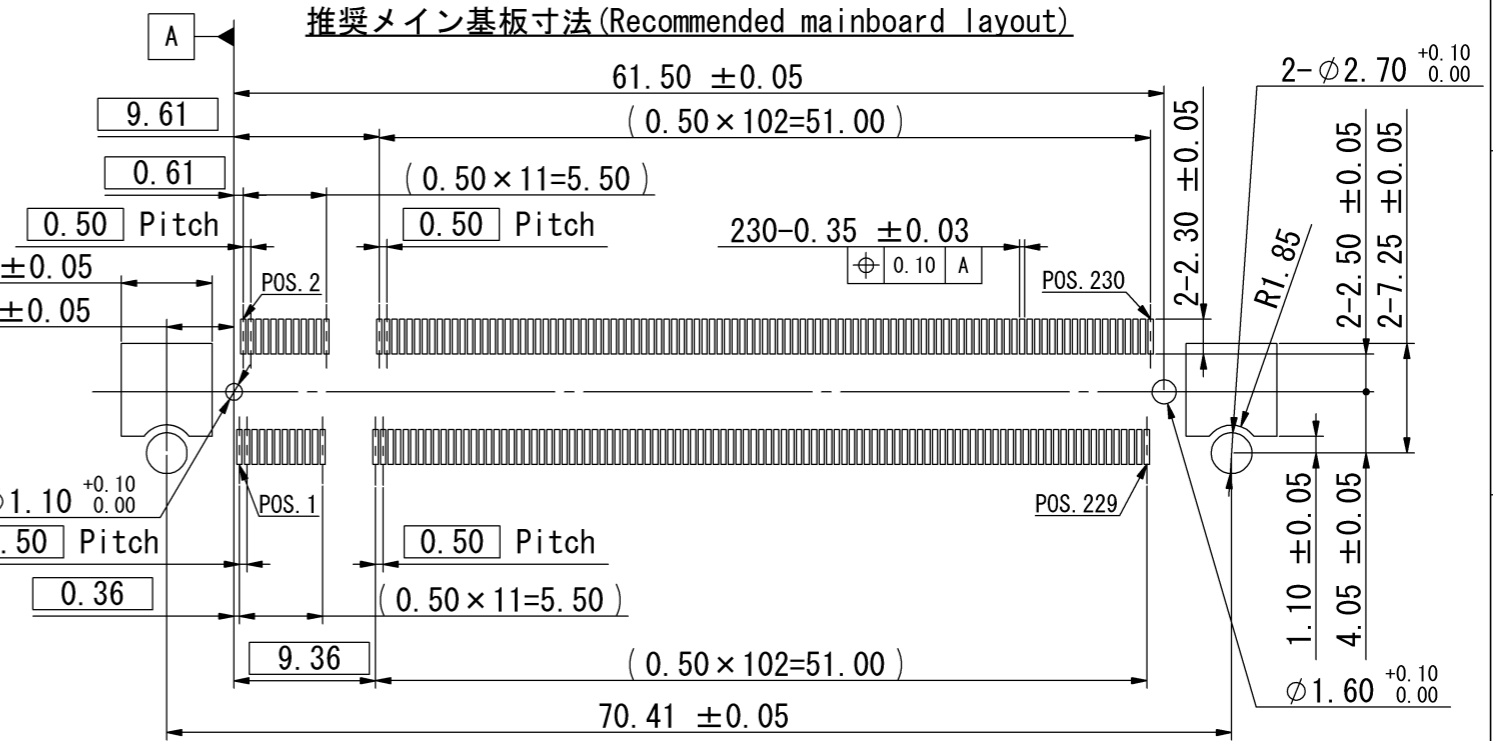 推奨メイン基板寸法(Recommended mainboard layout)
A
61.50 ±0.05
2-∅2.70 +0.10 0.00
9.61
(0.50×102=51.00)
0.61
(0.50×11=5.50)
0.50 Pitch
0.50 Pitch
230-0.35 ±0.03
⌖ 0.10 A
±0.05
±0.05
POS.2
POS.230
2-2.30 ±0.05
R1.85
2-2.50 ±0.05
2-7.25 ±0.05
∅1.10 +0.10 0.00
POS.1
POS.229
.50 Pitch
0.50 Pitch
0.36
(0.50×11=5.50)
1.10 ±0.05
4.05 ±0.05
9.36
(0.50×102=51.00)
∅1.60 +0.10 0.00
70.41 ±0.05